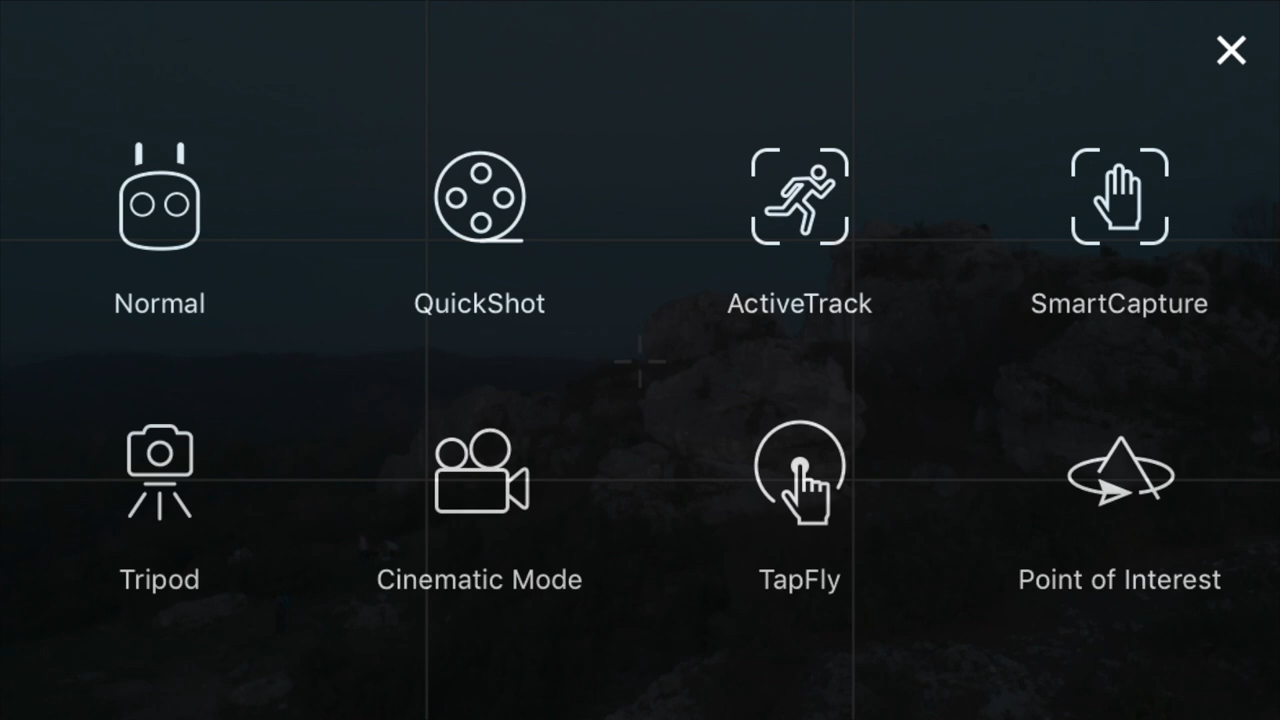 Normal
QuickShot
ActiveTrack
SmartCapture
Tripod
Cinematic Mode
TapFly
Point of Interest